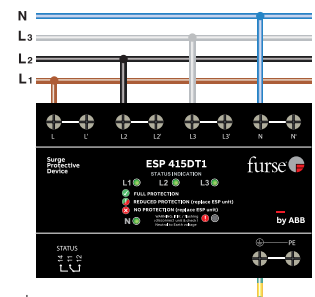 N
L3
L2
L1
L L' L2 L2' L3 L3' N N'
Surge
Protective
Device
ESP 415DT1
STATUS INDICATION
L1 L2 L3
FULL PROTECTION
REDUCED PROTECTION (replace ESP unit)
NO PROTECTION (replace ESP unit)
N
WARNING
furse
by ABB
STATUS
14 11 12
PE